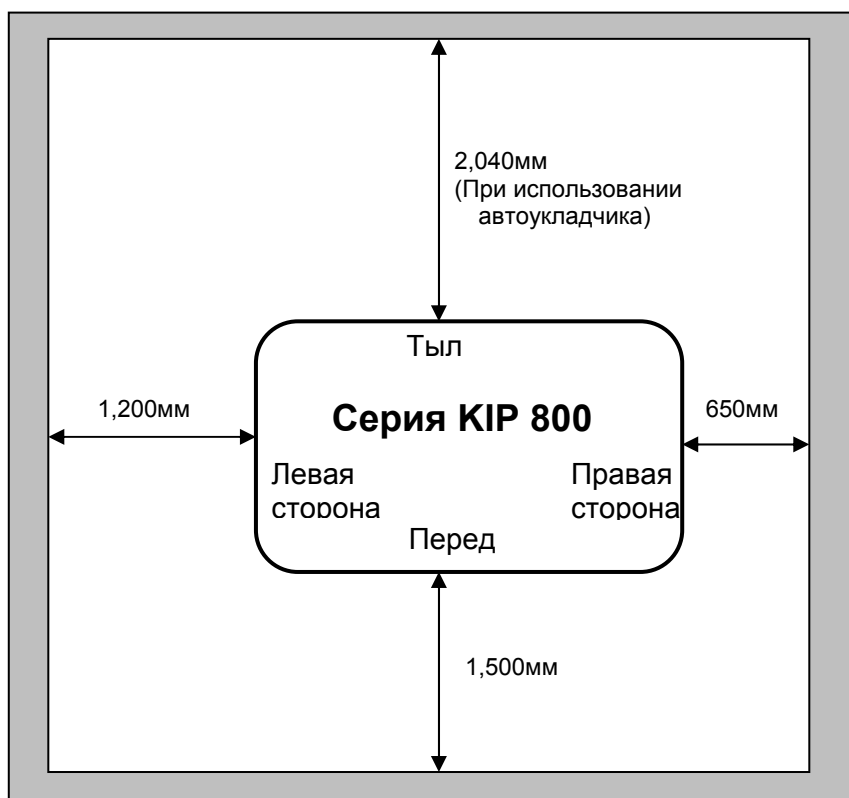 2,040мм
(При использовании
автоукладчика)
Тыл
1,200мм
Серия KIP 800
650мм
Левая
сторона
Правая
сторона
Перед
1,500мм